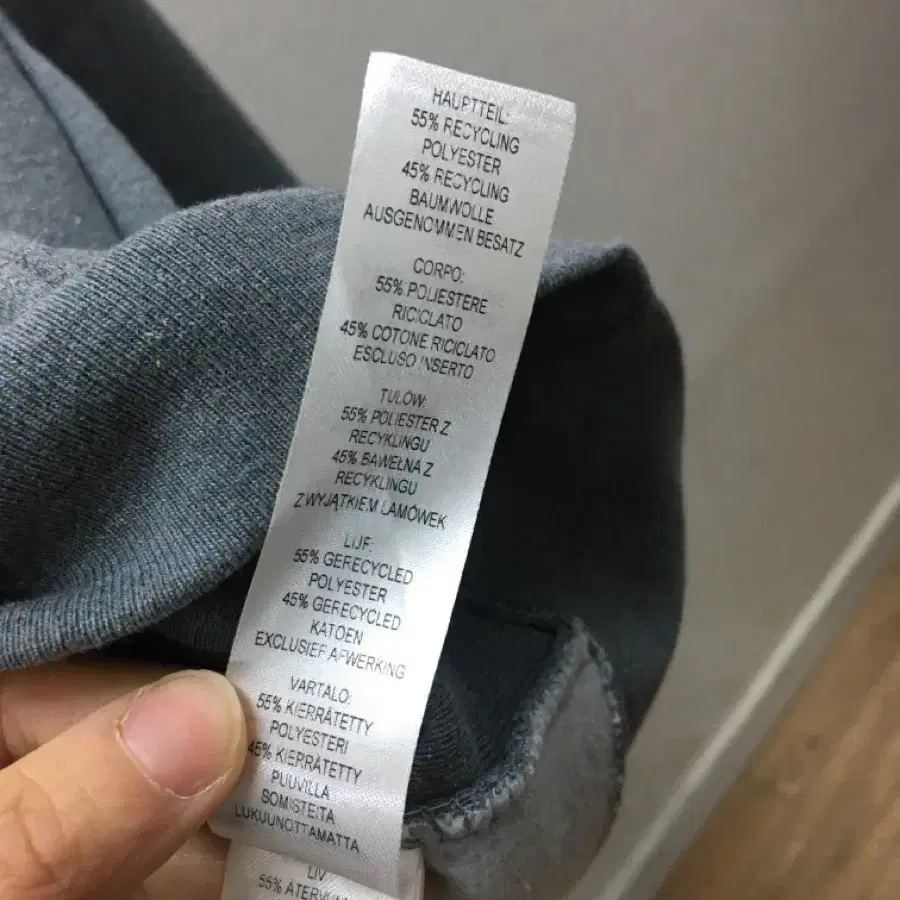 HAUPTTEIL:
55% RECYCLING
POLYESTER
45% RECYCLING
BAUMWOLLE
AUSGENOMMEN BESATZ
CORPO:
55% POLIESTERE
RICICLATO
45% COTONE RICICLATO
ESCLUSO INSERTO
TUŁÓW:
55% POLIESTER Z
RECYKLINGU
45% BAWEŁNA Z
RECYKLINGU
Z WYJĄTKIEM LAMÓWEK
LIJF:
55% GERECYCLED
POLYESTER
45% GERECYCLED
KATOEN
EXCLUSIEF AFWERKING
VARTALO:
55% KIERRÄTETTY
POLYESTERI
45% KIERRÄTETTY
PUUVILLA
SOMISTEITA
LUKUUNOTTAMATTA
LIV
55%